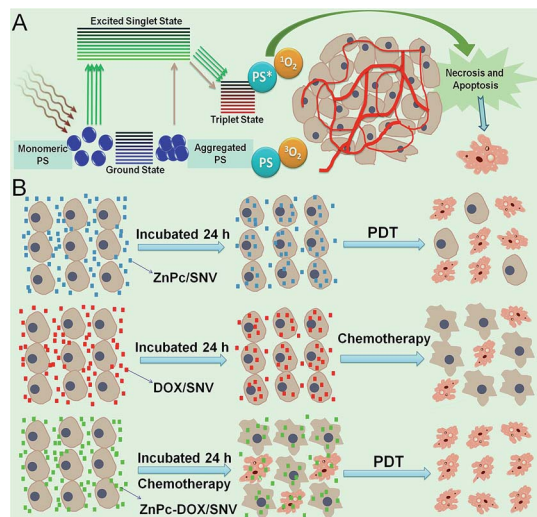 A
Excited Singlet State
PS*
¹O₂
Necrosis and
Apoptosis
Triplet State
Monomeric
PS
Aggregated
PS
Ground State
PS
³O₂
B
Incubated 24 h
PDT
ZnPc/SNV
Incubated 24 h
Chemotherapy
DOX/SNV
Incubated 24 h
PDT
Chemotherapy
ZnPc-DOX/SNV